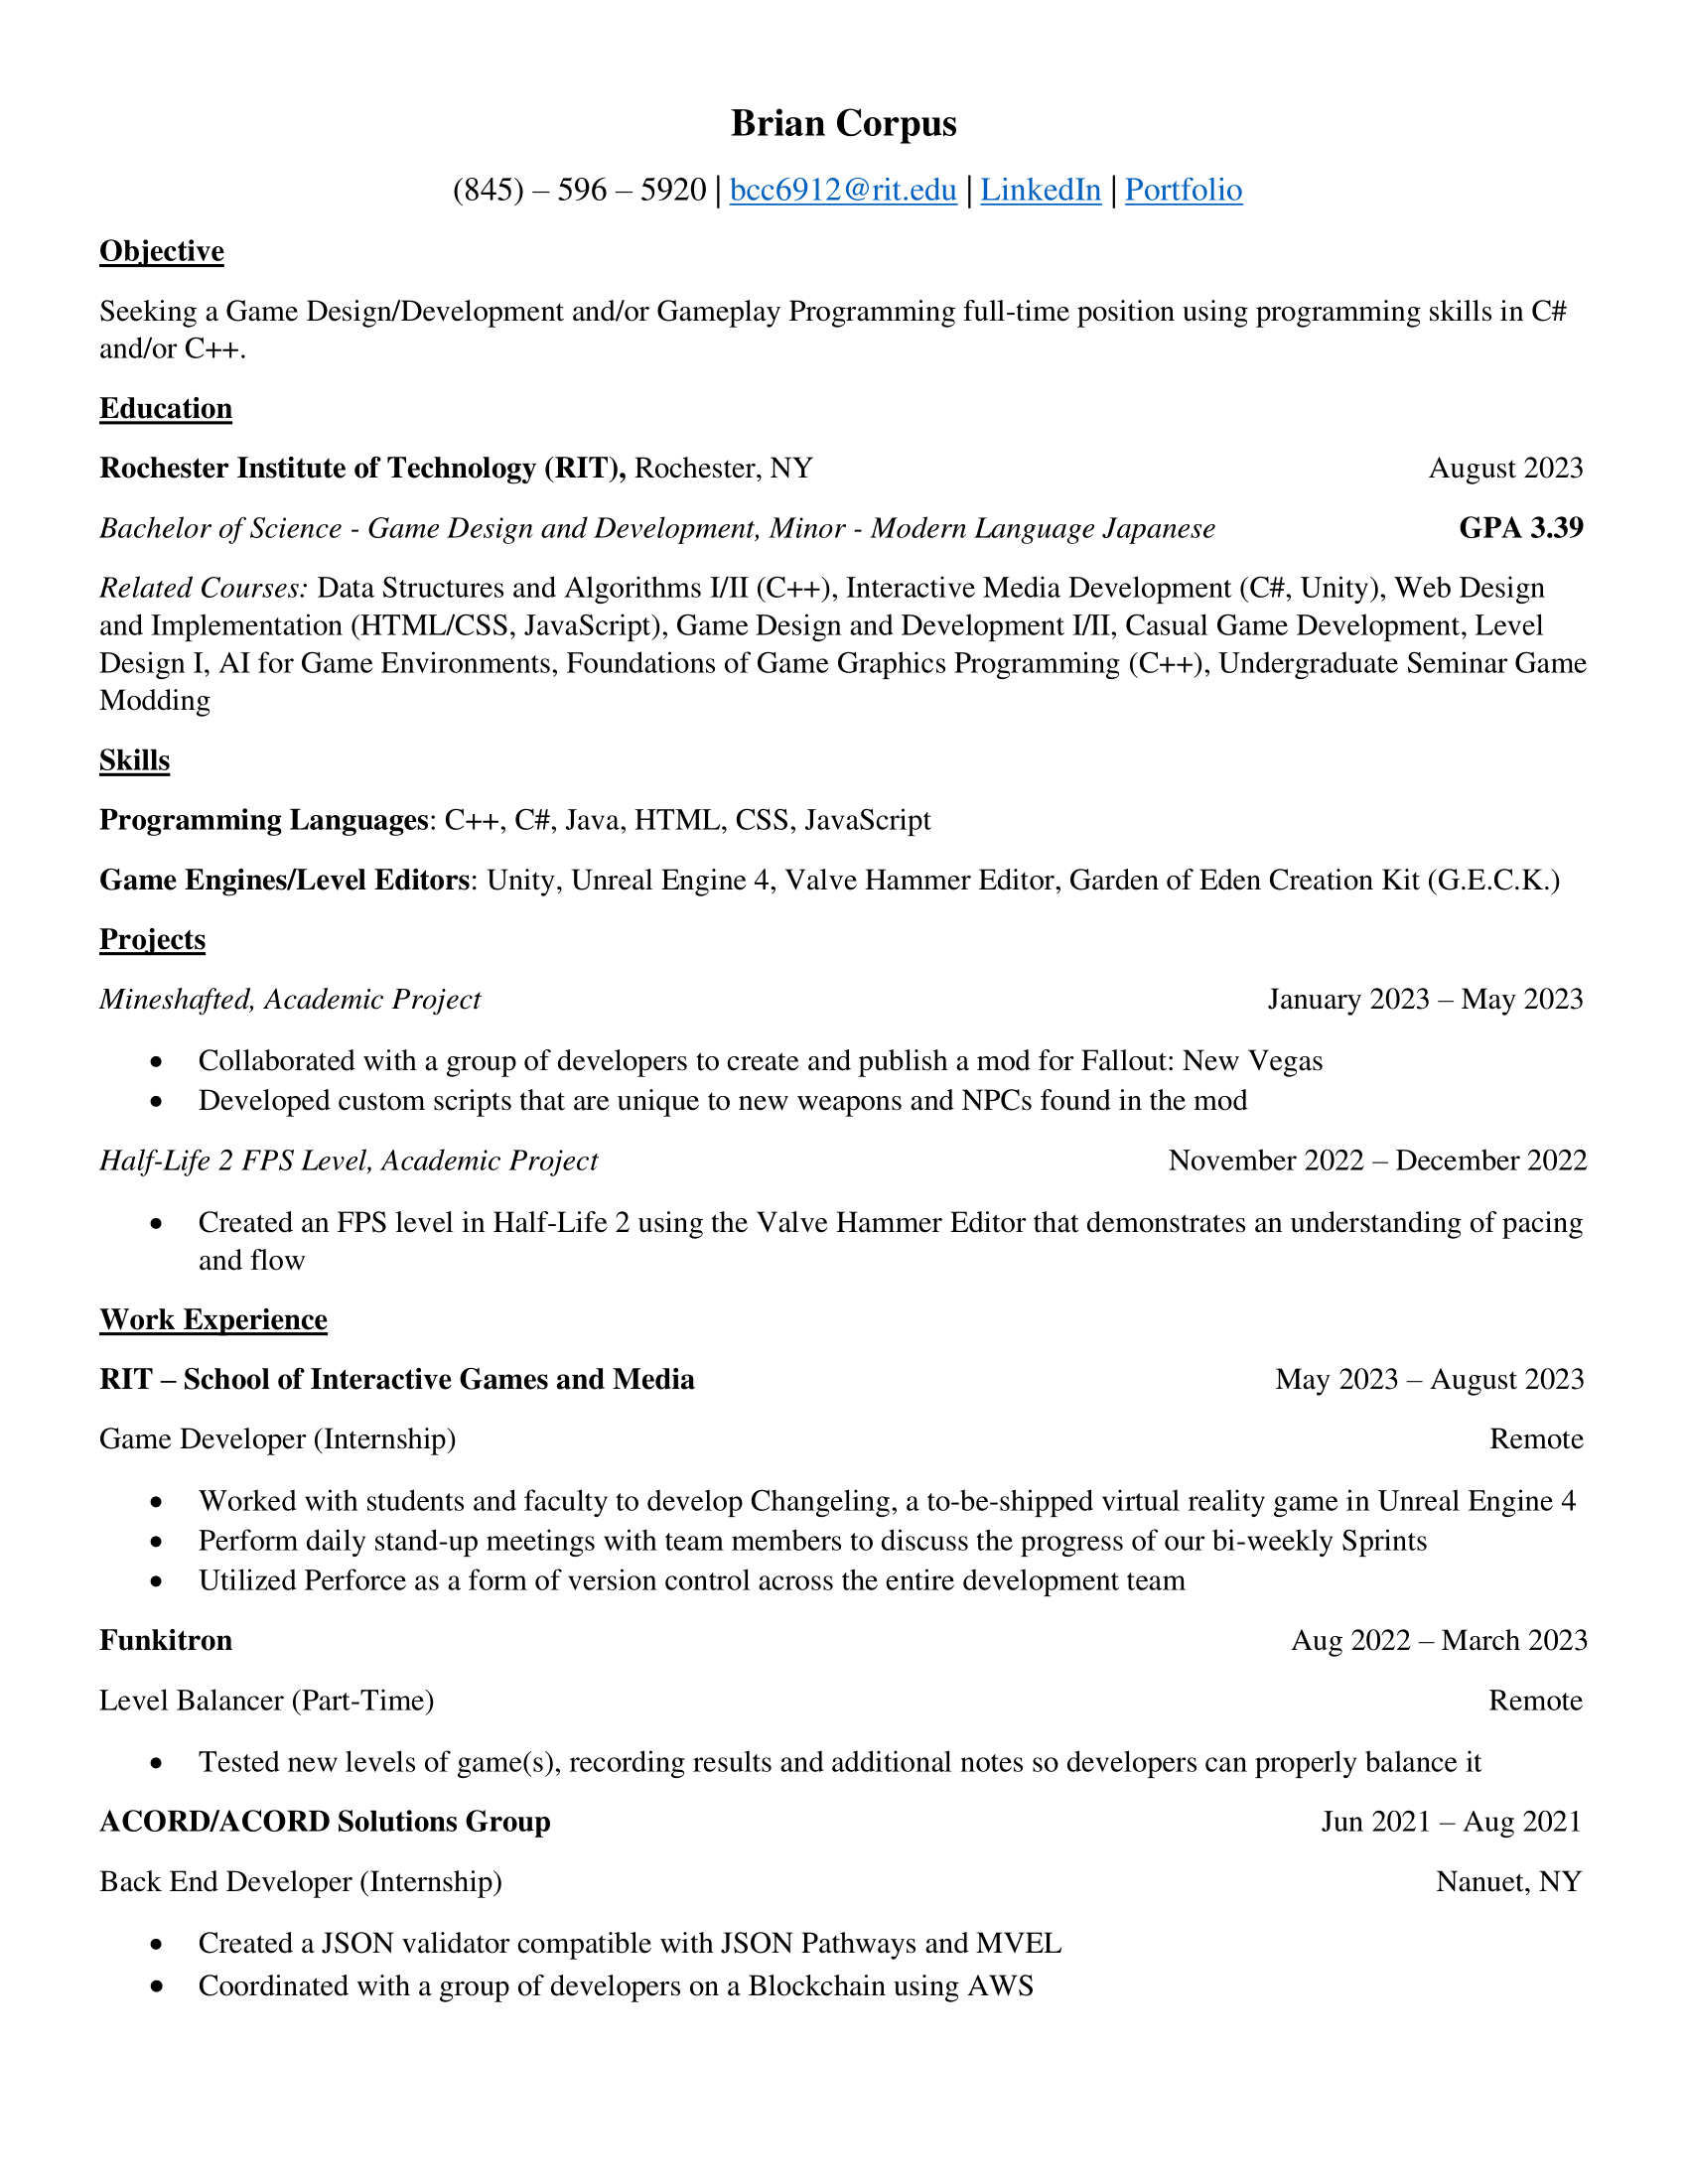 Brian Corpus
(845) – 596 – 5920 | bcc6912@rit.edu | LinkedIn | Portfolio
Objective
Seeking a Game Design/Development and/or Gameplay Programming full-time position using programming skills in C#
and/or C++.
Education
Rochester Institute of Technology (RIT), Rochester, NY August 2023
Bachelor of Science - Game Design and Development, Minor - Modern Language Japanese GPA 3.39
Related Courses: Data Structures and Algorithms I/II (C++), Interactive Media Development (C#, Unity), Web Design
and Implementation (HTML/CSS, JavaScript), Game Design and Development I/II, Casual Game Development, Level
Design I, AI for Game Environments, Foundations of Game Graphics Programming (C++), Undergraduate Seminar Game
Modding
Skills
Programming Languages: C++, C#, Java, HTML, CSS, JavaScript
Game Engines/Level Editors: Unity, Unreal Engine 4, Valve Hammer Editor, Garden of Eden Creation Kit (G.E.C.K.)
Projects
Mineshafted, Academic Project January 2023 – May 2023
• Collaborated with a group of developers to create and publish a mod for Fallout: New Vegas
• Developed custom scripts that are unique to new weapons and NPCs found in the mod
Half-Life 2 FPS Level, Academic Project November 2022 – December 2022
• Created an FPS level in Half-Life 2 using the Valve Hammer Editor that demonstrates an understanding of pacing
and flow
Work Experience
RIT – School of Interactive Games and Media May 2023 – August 2023
Game Developer (Internship) Remote
• Worked with students and faculty to develop Changeling, a to-be-shipped virtual reality game in Unreal Engine 4
• Perform daily stand-up meetings with team members to discuss the progress of our bi-weekly Sprints
• Utilized Perforce as a form of version control across the entire development team
Funkitron Aug 2022 – March 2023
Level Balancer (Part-Time) Remote
• Tested new levels of game(s), recording results and additional notes so developers can properly balance it
ACORD/ACORD Solutions Group Jun 2021 – Aug 2021
Back End Developer (Internship) Nanuet, NY
• Created a JSON validator compatible with JSON Pathways and MVEL
• Coordinated with a group of developers on a Blockchain using AWS